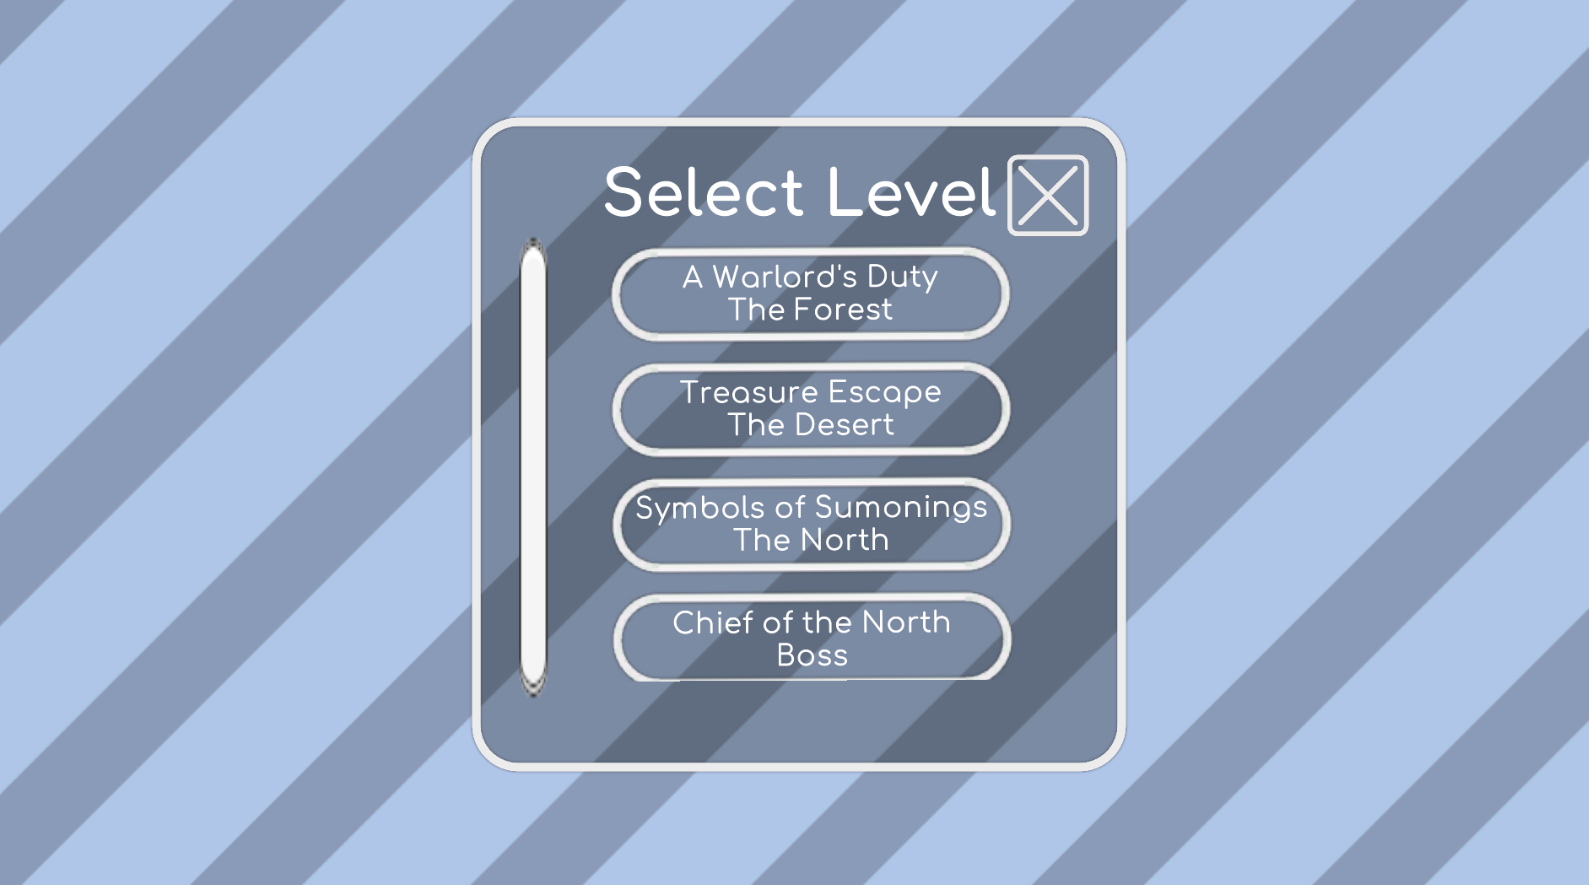 Select Level
A Warlord's Duty
The Forest
Treasure Escape
The Desert
Symbols of Sumonings
The North
Chief of the North
Boss